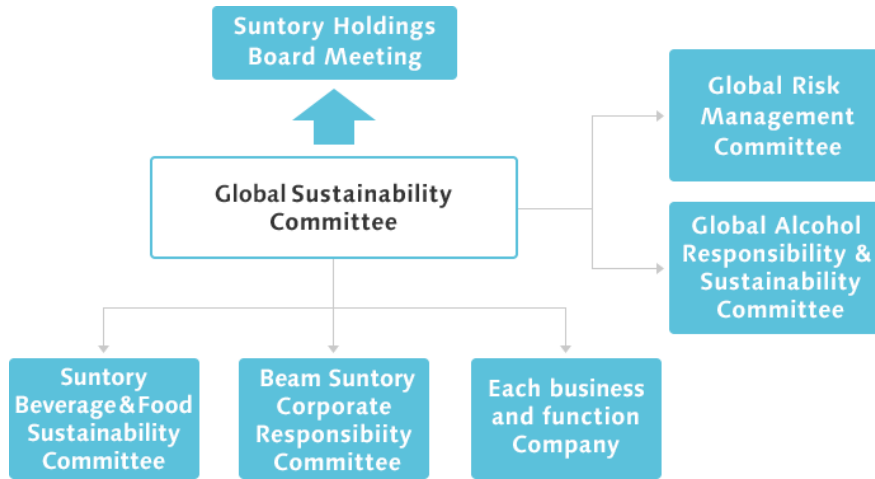 Suntory Holdings
Board Meeting
Global Risk
Management
Committee
Global Sustainability
Committee
Global Alcohol
Responsibility &
Sustainability
Committee
Suntory
Beverage&Food
Sustainability
Committee
Beam Suntory
Corporate
Responsibiity
Committee
Each business
and function
Company